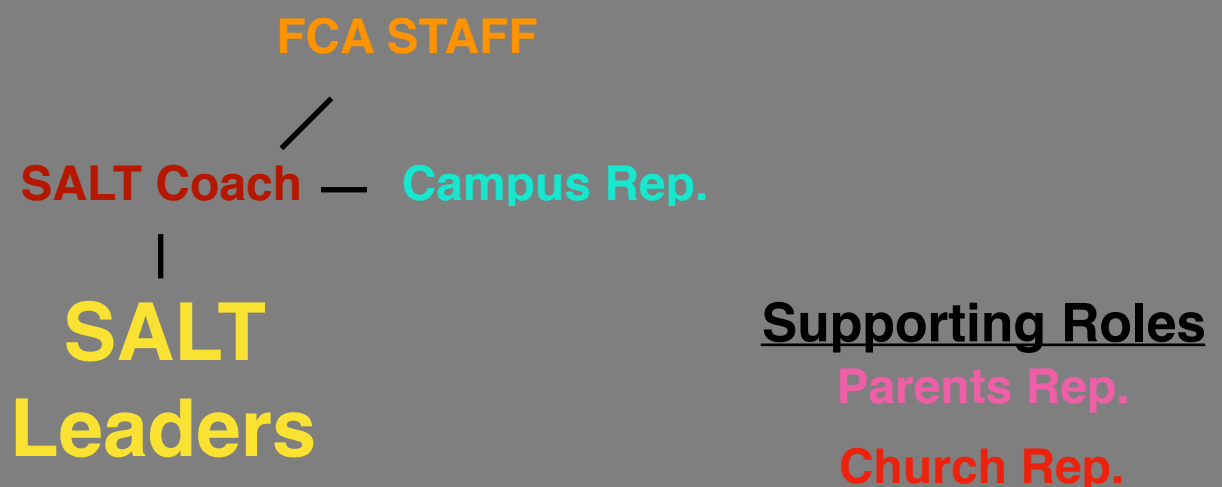 FCA STAFF
SALT Coach
Campus Rep.
SALT
Leaders
Supporting Roles
Parents Rep.
Church Rep.